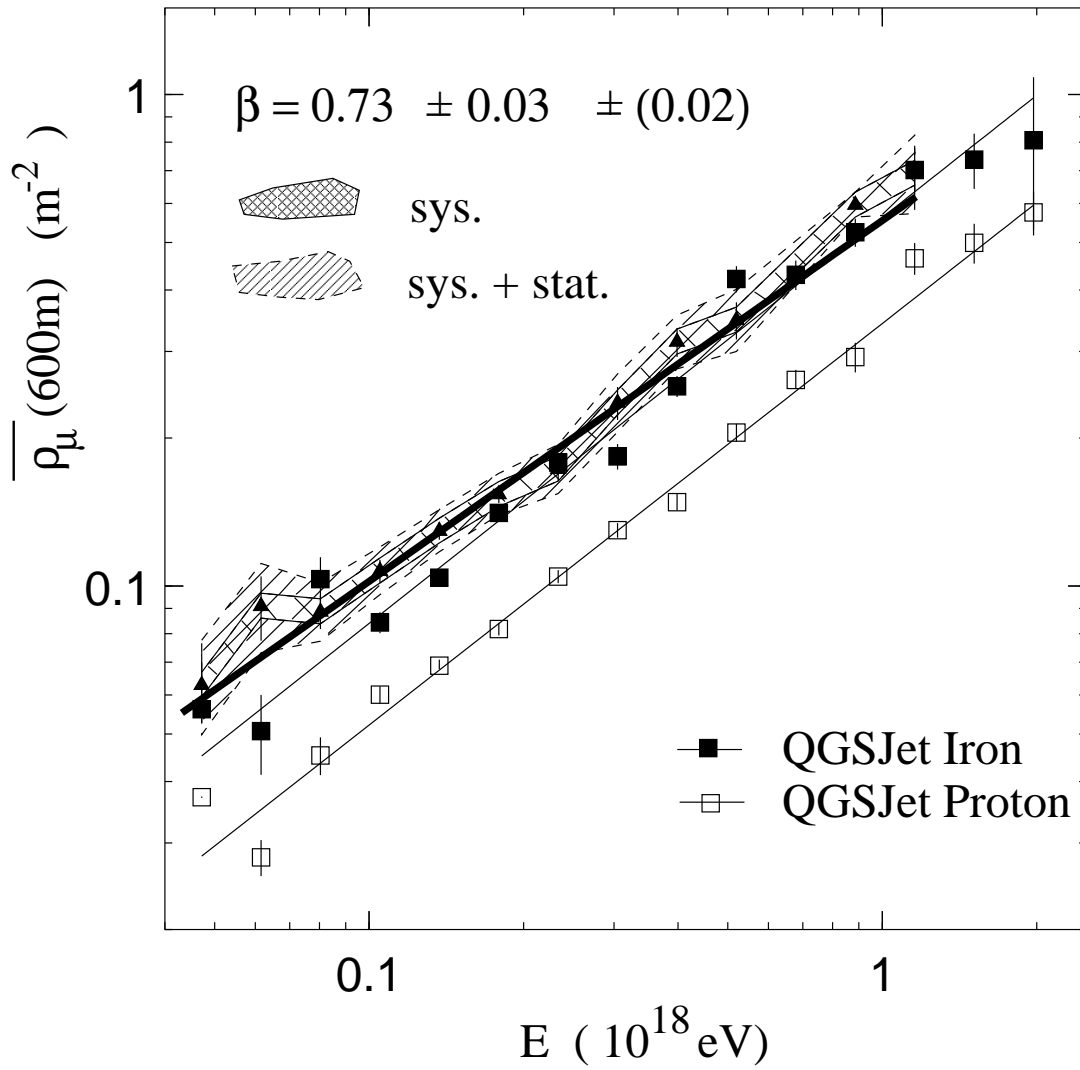 1
β = 0.73 ± 0.03 ± (0.02)
sys.
sys. + stat.
ρμ (600m) (m-2)
0.1
QGSJet Iron
QGSJet Proton
0.1 1
E ( 10^18 eV)